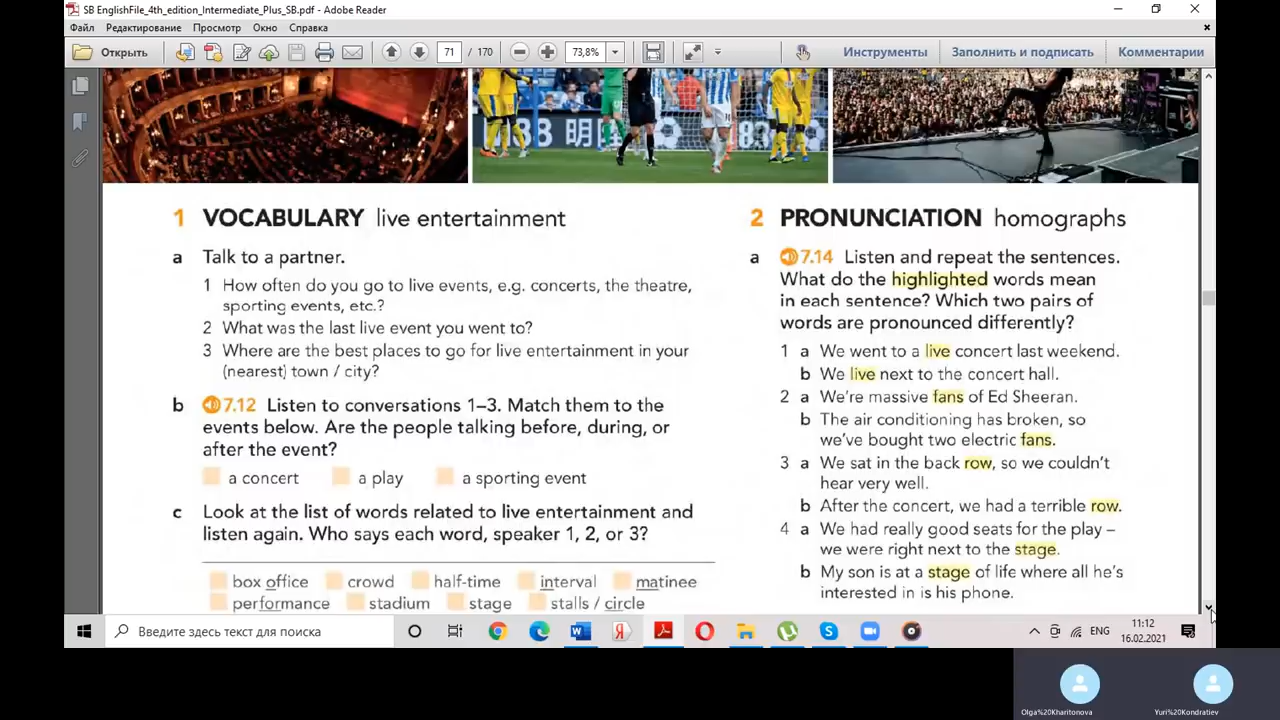 SB EnglishFile_4th_edition_Intermediate_Plus_SB.pdf - Adobe Reader
Файл Редактирование Просмотр Окно Справка
Открыть 71 / 170 73,8% Инструменты Заполнить и подписать Комментарии
88 明 83
1 VOCABULARY live entertainment
a Talk to a partner.
1 How often do you go to live events, e.g. concerts, the theatre,
sporting events, etc.?
2 What was the last live event you went to?
3 Where are the best places to go for live entertainment in your
(nearest) town / city?
b 7.12 Listen to conversations 1–3. Match them to the
events below. Are the people talking before, during, or
after the event?
a concert a play a sporting event
c Look at the list of words related to live entertainment and
listen again. Who says each word, speaker 1, 2, or 3?
box office crowd half-time interval matinee
performance stadium stage stalls / circle
2 PRONUNCIATION homographs
a 7.14 Listen and repeat the sentences.
What do the highlighted words mean
in each sentence? Which two pairs of
words are pronounced differently?
1 a We went to a live concert last weekend.
b We live next to the concert hall.
2 a We're massive fans of Ed Sheeran.
b The air conditioning has broken, so
we've bought two electric fans.
3 a We sat in the back row, so we couldn't
hear very well.
b After the concert, we had a terrible row.
4 a We had really good seats for the play –
we were right next to the stage.
b My son is at a stage of life where all he's
interested in is his phone.
Введите здесь текст для поиска
ENG
11:12
16.02.2021
Olga%20Kharitonova Yuri%20Kondratiev